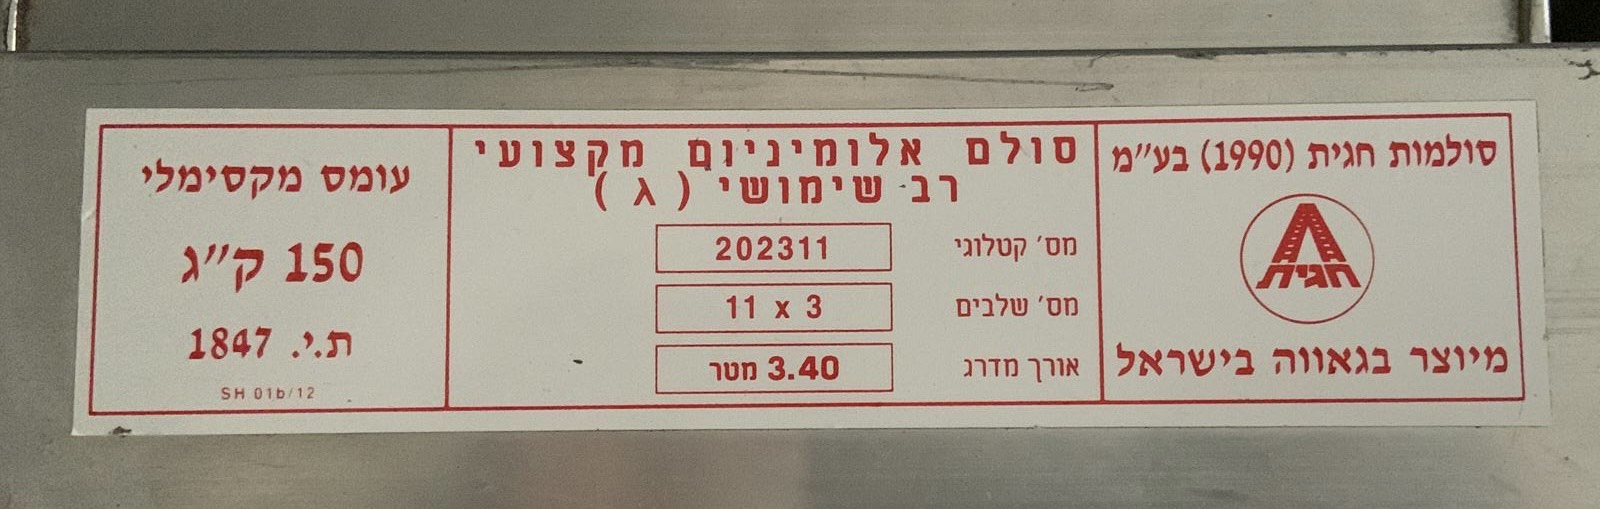 סולמות חגית (1990) בע״מ
חגית
מיוצר בגאווה בישראל
סולם אלומיניום מקצועי
רב שימושי (ג)
מס׳ קטלוגי 202311
מס׳ שלבים 11 x 3
אורך מדרג 3.40 מטר
עומס מקסימלי
150 ק״ג
ת.י. 1847
SH 01b/12